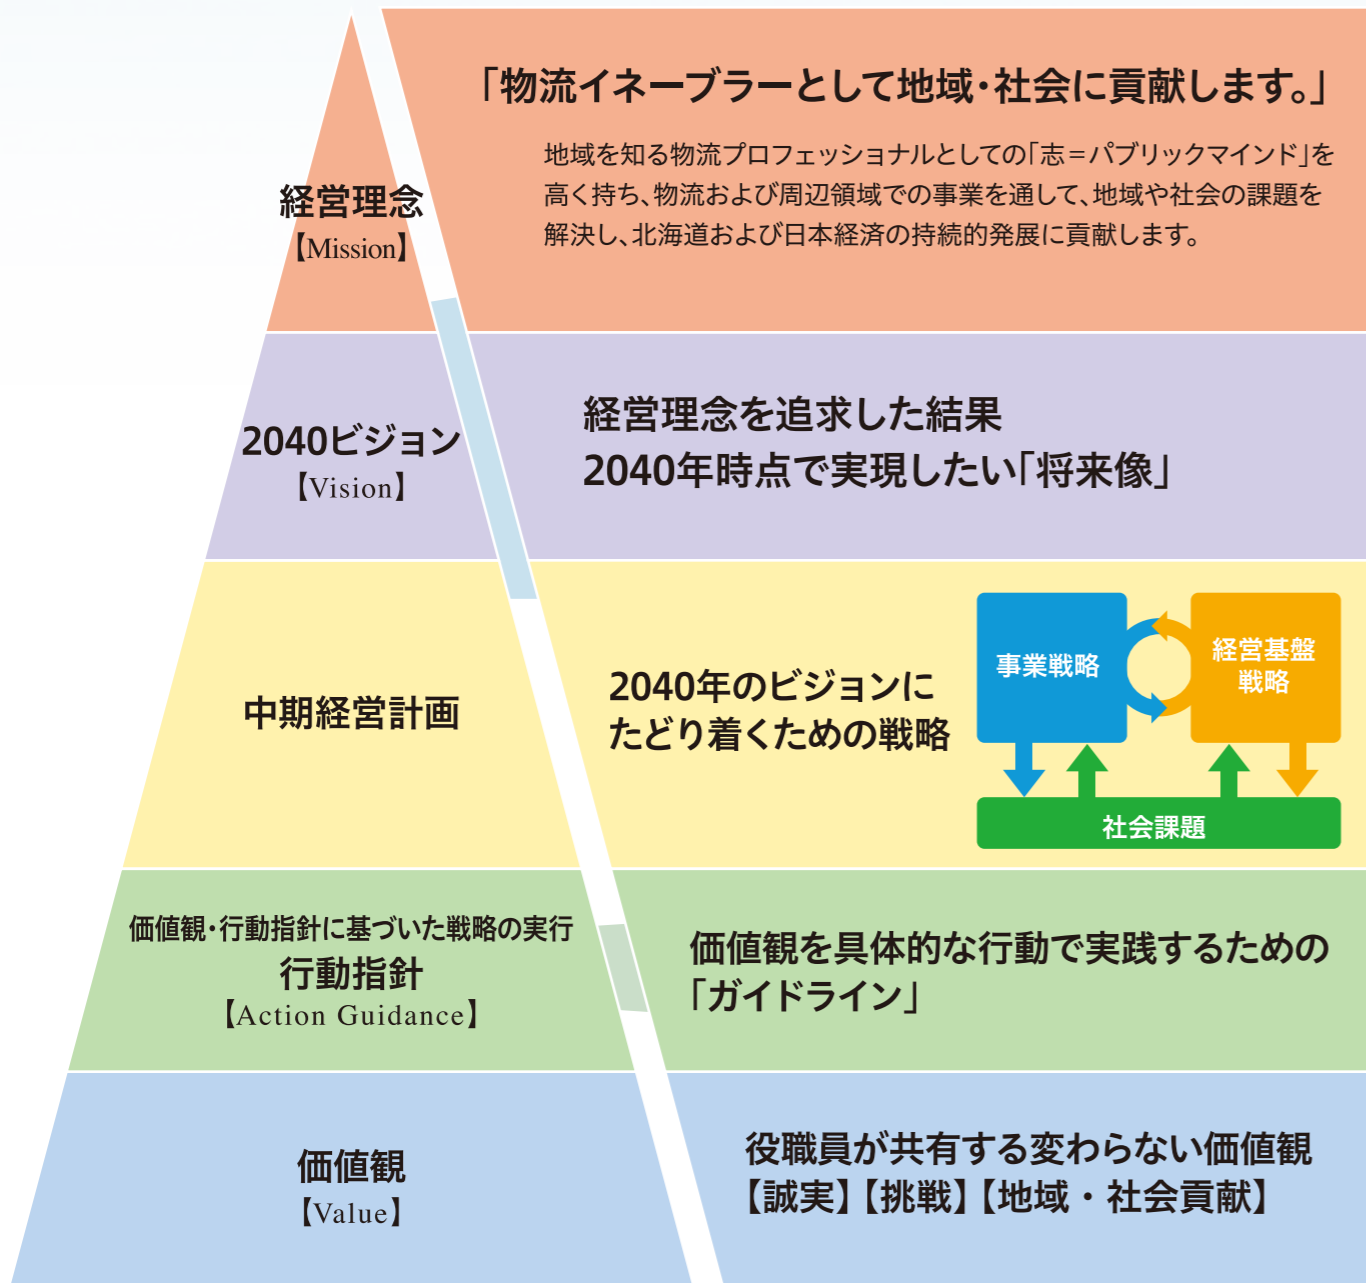 経営理念
【Mission】
「物流イネーブラーとして地域・社会に貢献します。」
地域を知る物流プロフェッショナルとしての「志=パブリックマインド」を
高く持ち、物流および周辺領域での事業を通して、地域や社会の課題を
解決し、北海道および日本経済の持続的発展に貢献します。
2040ビジョン
【Vision】
経営理念を追求した結果
2040年時点で実現したい「将来像」
中期経営計画
2040年のビジョンに
たどり着くための戦略
事業戦略
経営基盤
戦略
社会課題
価値観・行動指針に基づいた戦略の実行
行動指針
【Action Guidance】
価値観を具体的な行動で実践するための
「ガイドライン」
価値観
【Value】
役職員が共有する変わらない価値観
【誠実】【挑戦】【地域・社会貢献】